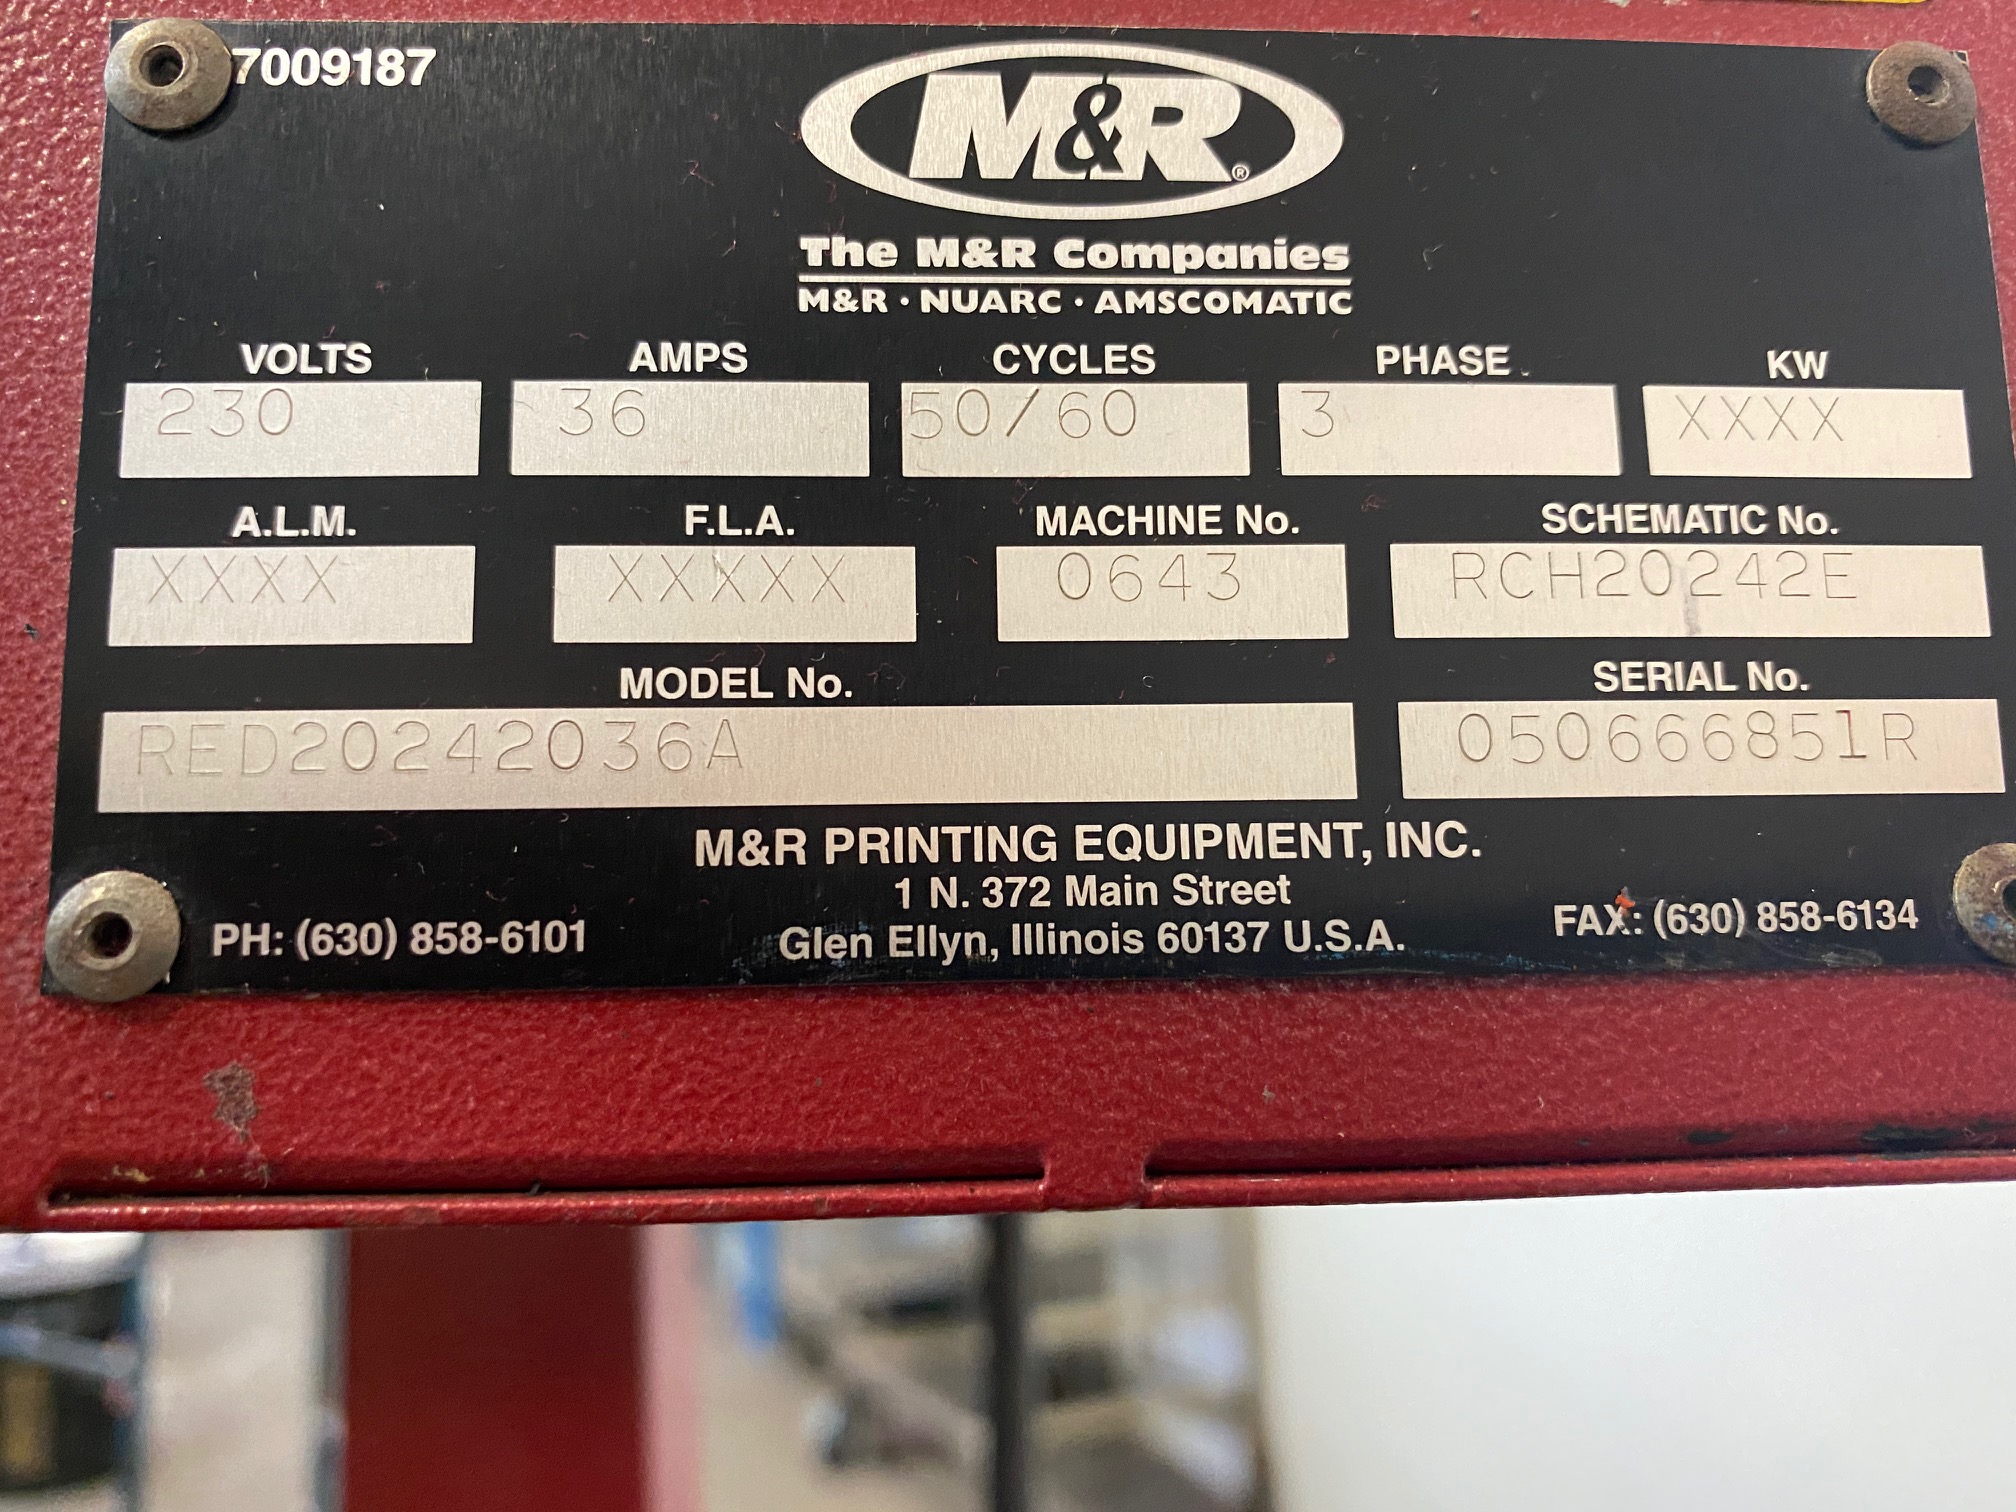 7009187
M&R®
The M&R Companies
M&R · NUARC · AMSCOMATIC
VOLTS AMPS CYCLES PHASE KW
230 36 50/60 3 XXXX
A.L.M. F.L.A. MACHINE No. SCHEMATIC No.
XXXX XXXXX 0643 RCH20242E
MODEL No. SERIAL No.
RED20242036A 050666851R
M&R PRINTING EQUIPMENT, INC.
1 N. 372 Main Street
PH: (630) 858-6101 Glen Ellyn, Illinois 60137 U.S.A. FAX: (630) 858-6134